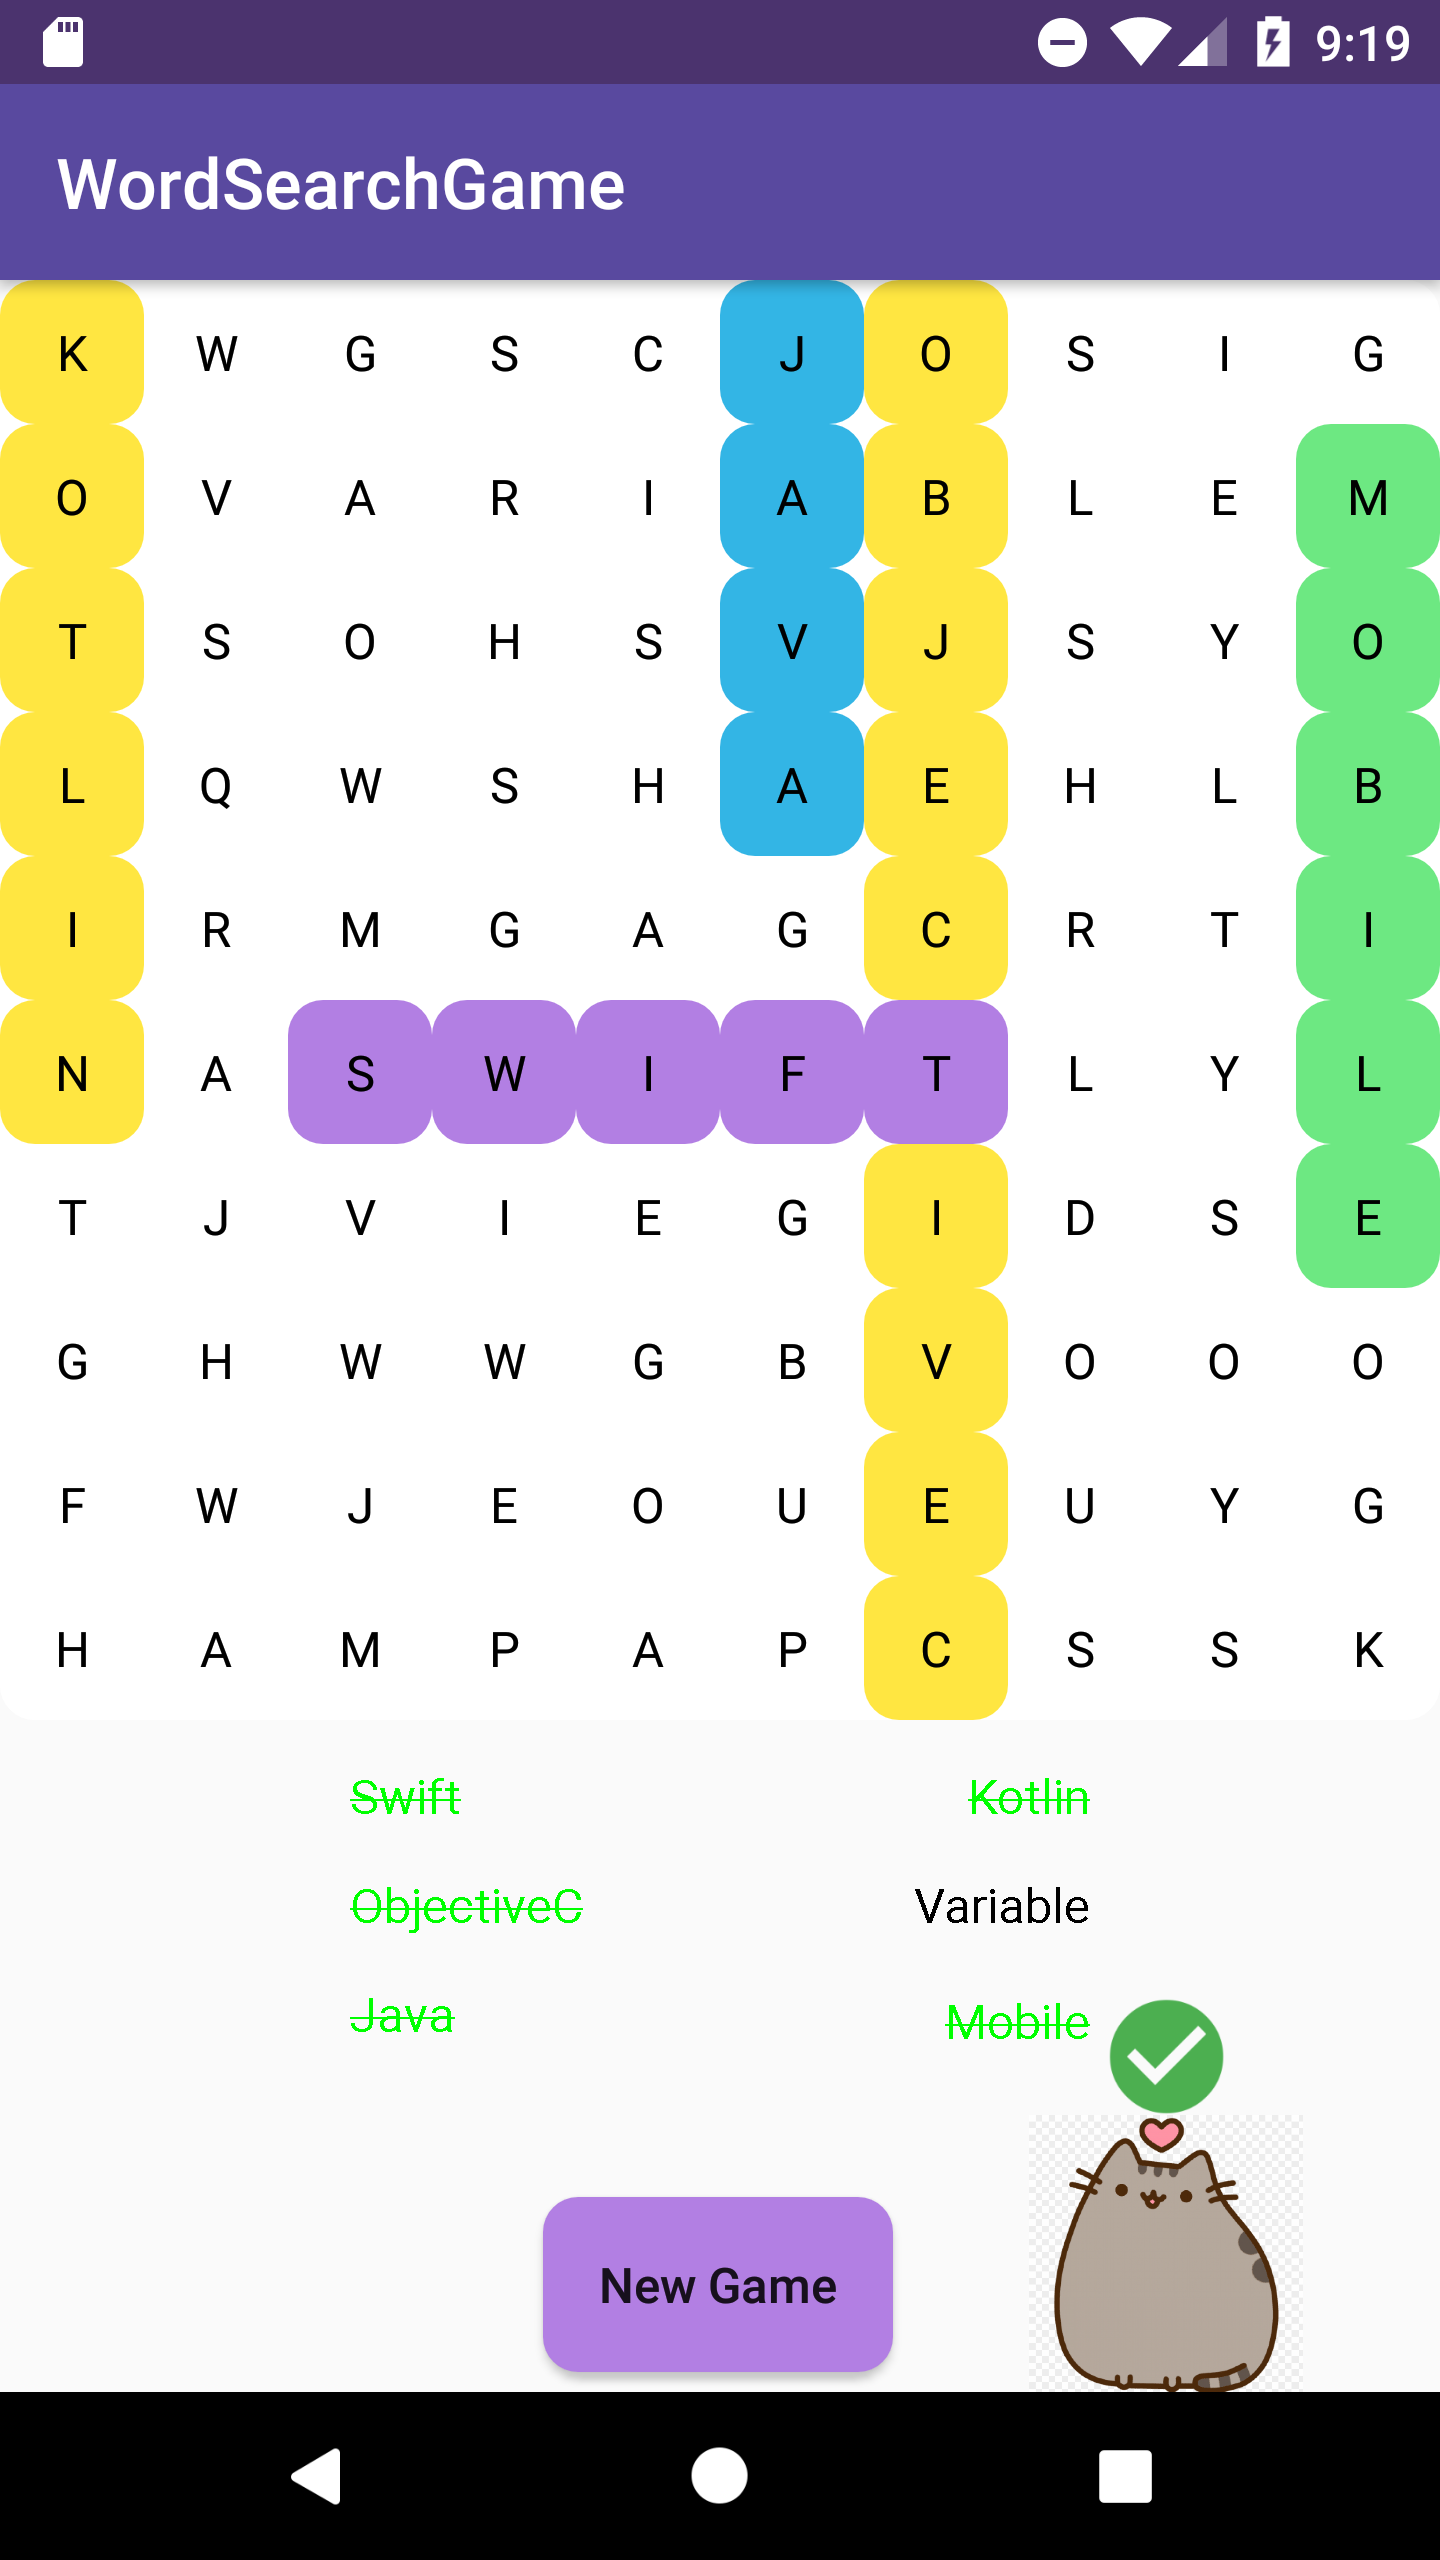 9:19
WordSearchGame
K W G S C J O S I G
O V A R I A B L E M
T S O H S V J S Y O
L Q W S H A E H L B
I R M G A G C R T I
N A S W I F T L Y L
T J V I E G I D S E
G H W W G B V O O O
F W J E O U E U Y G
H A M P A P C S S K
Swift Kotlin
ObjectiveC Variable
Java Mobile
New Game